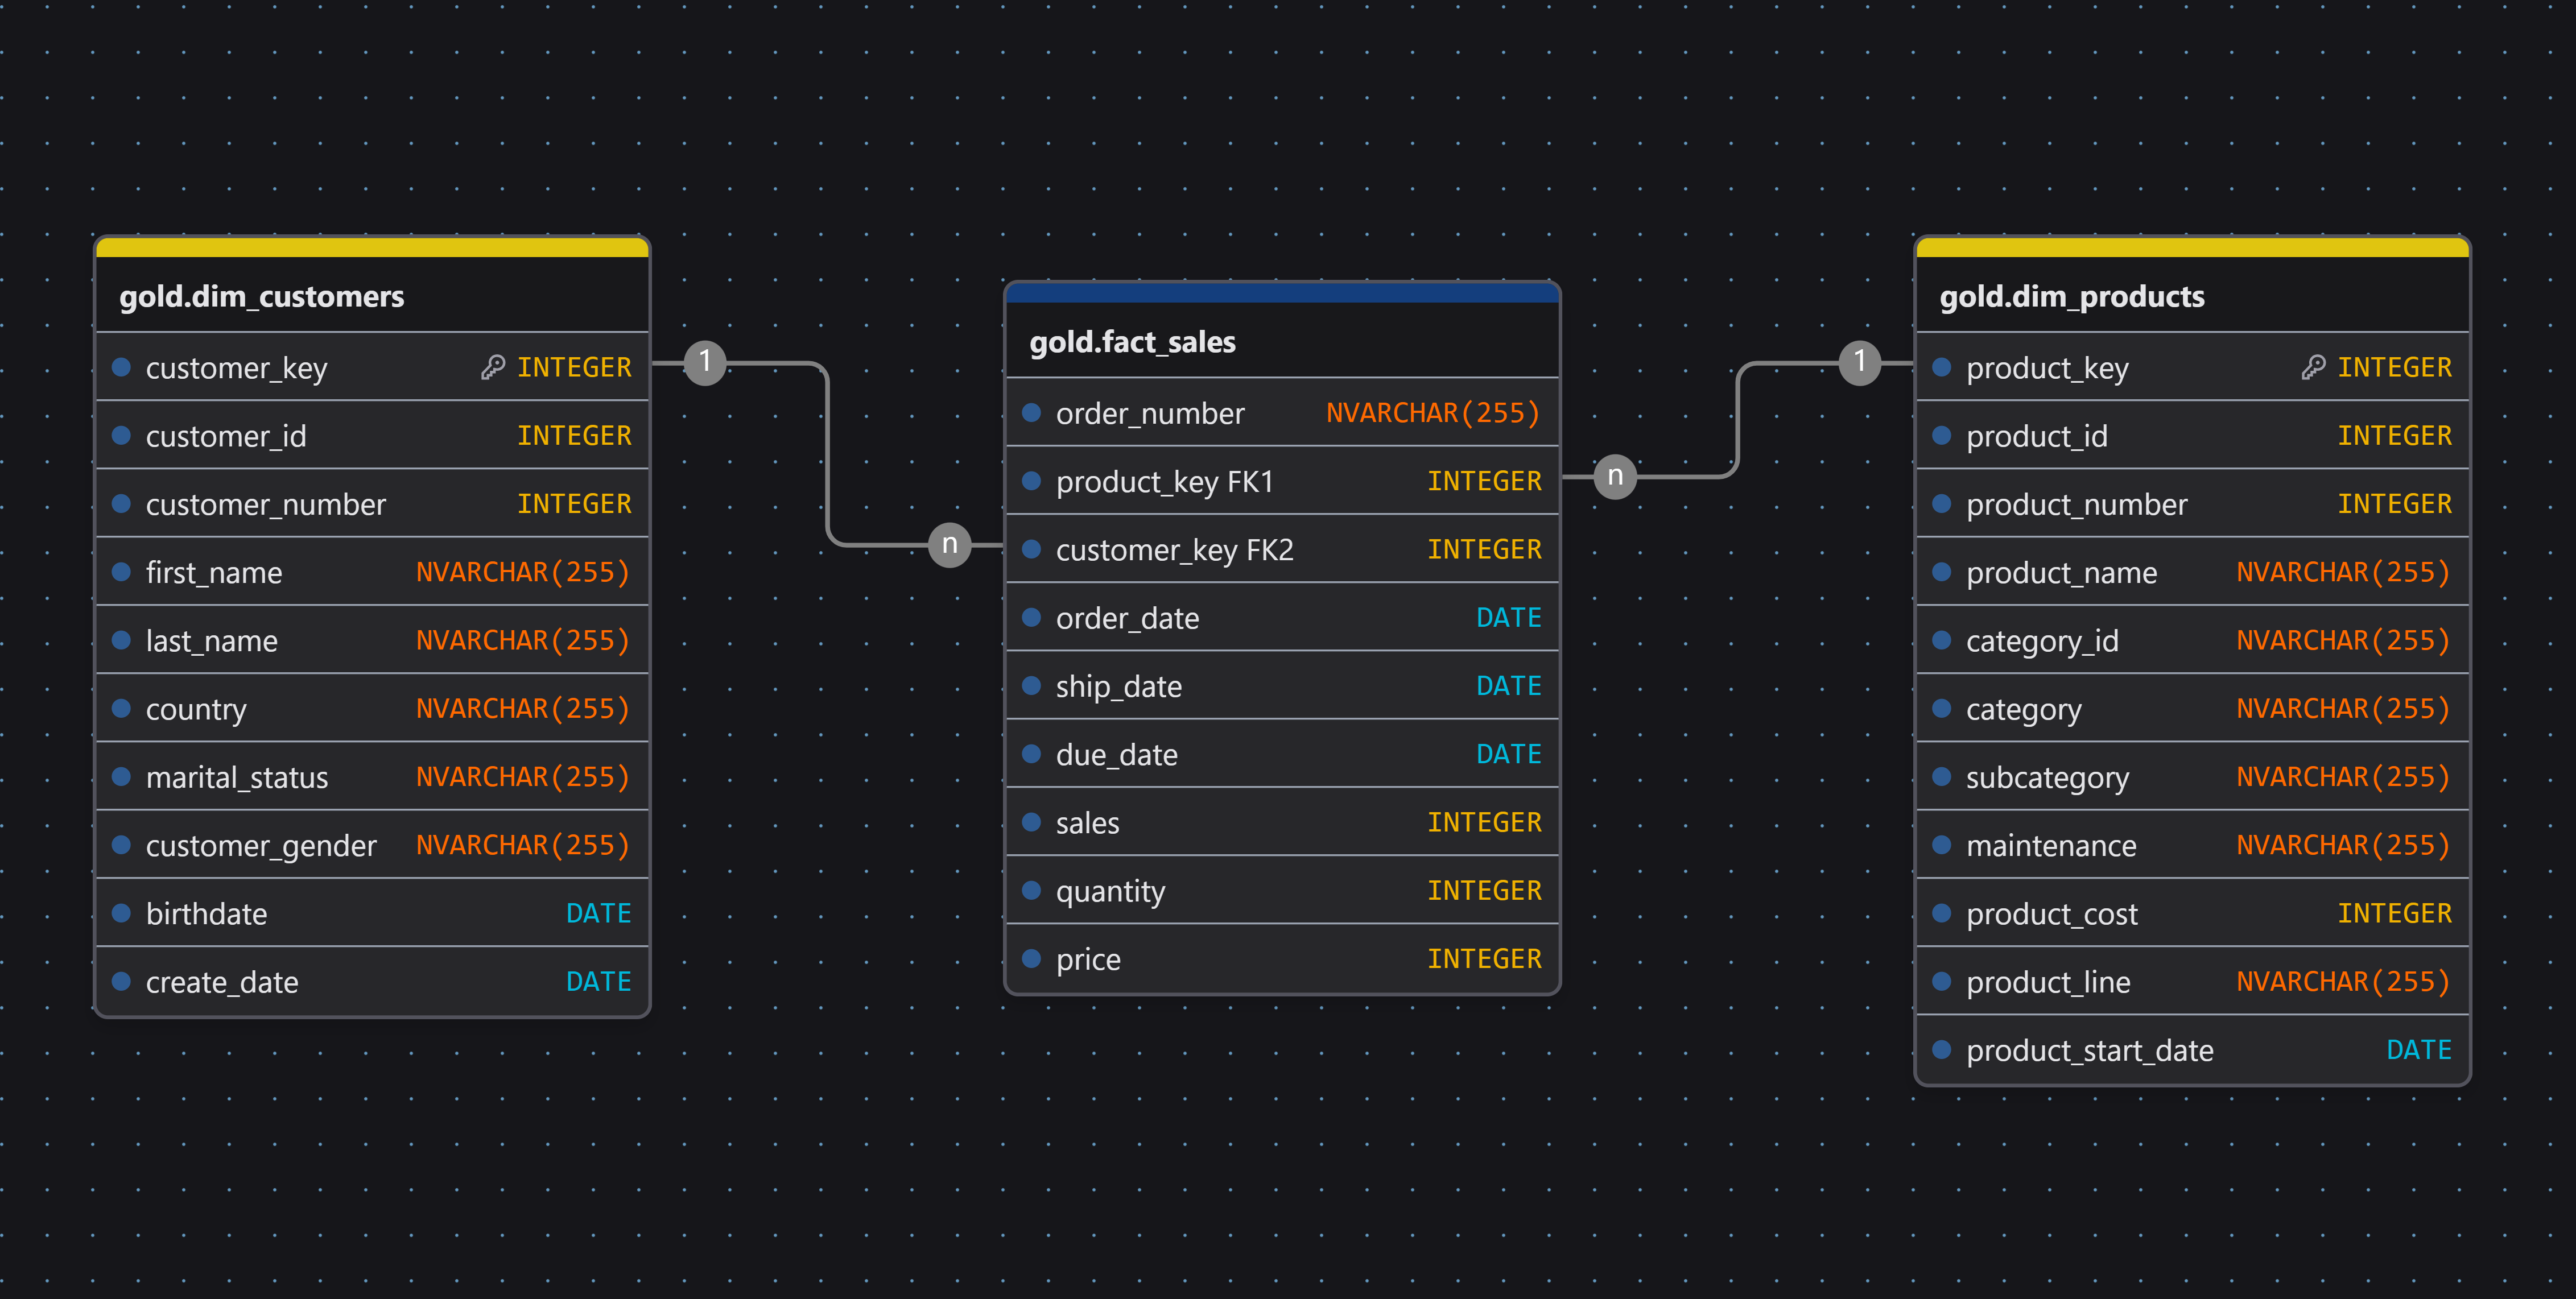 gold.dim_customers
customer_key INTEGER
customer_id INTEGER
customer_number INTEGER
first_name NVARCHAR(255)
last_name NVARCHAR(255)
country NVARCHAR(255)
marital_status NVARCHAR(255)
customer_gender NVARCHAR(255)
birthdate DATE
create_date DATE
1
n
gold.fact_sales
order_number NVARCHAR(255)
product_key FK1 INTEGER
customer_key FK2 INTEGER
order_date DATE
ship_date DATE
due_date DATE
sales INTEGER
quantity INTEGER
price INTEGER
n
1
gold.dim_products
product_key INTEGER
product_id INTEGER
product_number INTEGER
product_name NVARCHAR(255)
category_id NVARCHAR(255)
category NVARCHAR(255)
subcategory NVARCHAR(255)
maintenance NVARCHAR(255)
product_cost INTEGER
product_line NVARCHAR(255)
product_start_date DATE